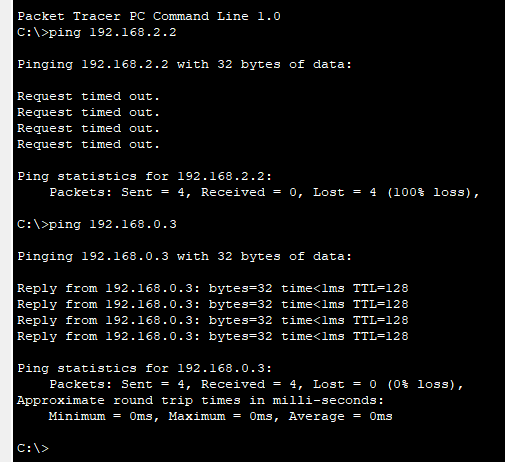 Packet Tracer PC Command Line 1.0
C:\>ping 192.168.2.2
Pinging 192.168.2.2 with 32 bytes of data:
Request timed out.
Request timed out.
Request timed out.
Request timed out.
Ping statistics for 192.168.2.2:
    Packets: Sent = 4, Received = 0, Lost = 4 (100% loss),
C:\>ping 192.168.0.3
Pinging 192.168.0.3 with 32 bytes of data:
Reply from 192.168.0.3: bytes=32 time<1ms TTL=128
Reply from 192.168.0.3: bytes=32 time<1ms TTL=128
Reply from 192.168.0.3: bytes=32 time<1ms TTL=128
Reply from 192.168.0.3: bytes=32 time<1ms TTL=128
Ping statistics for 192.168.0.3:
    Packets: Sent = 4, Received = 4, Lost = 0 (0% loss),
Approximate round trip times in milli-seconds:
    Minimum = 0ms, Maximum = 0ms, Average = 0ms
C:\>